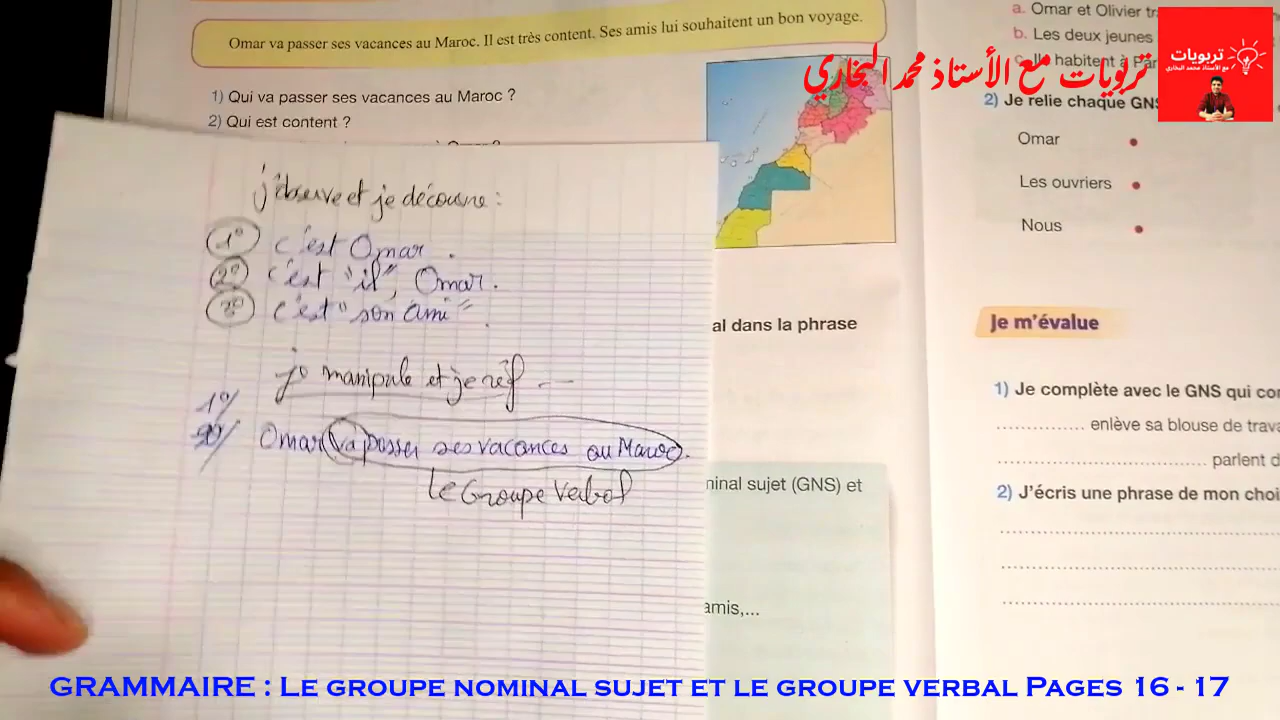 Omar va passer ses vacances au Maroc. Il est très content. Ses amis lui souhaitent un bon voyage.
1) Qui va passer ses vacances au Maroc ?
2) Qui est content ?
j'observe et je découvre :
1° c'est Omar .
2° c'est "il", Omar.
3° c'est "son ami" .
je manipule et je réf ---
1°/
2°/ Omar va passer ses vacances au Maroc.
le Groupe Verbal
al dans la phrase
minal sujet (GNS) et
amis,...
a. Omar et Olivier
b. Les deux jeunes
habitent à
2) Je relie chaque GNS
Omar
Les ouvriers
Nous
Je m'évalue
1) Je complète avec le GNS qui
enlève sa blouse de
parlent
2) J'écris une phrase de mon
تربويات مع الأستاذ محمد البخاري
تربويات
مع الأستاذ محمد البخاري
GRAMMAIRE : LE GROUPE NOMINAL SUJET ET LE GROUPE VERBAL PAGES 16 - 17